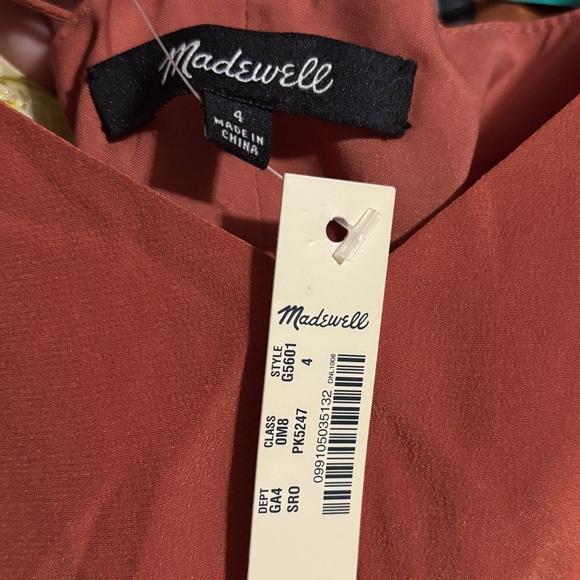 Madewell
4
MADE IN
CHINA
Madewell
STYLE
G5601
4
DNL1008
CLASS
0M8
PK5247
DEPT
GA4
SRO
099105035132